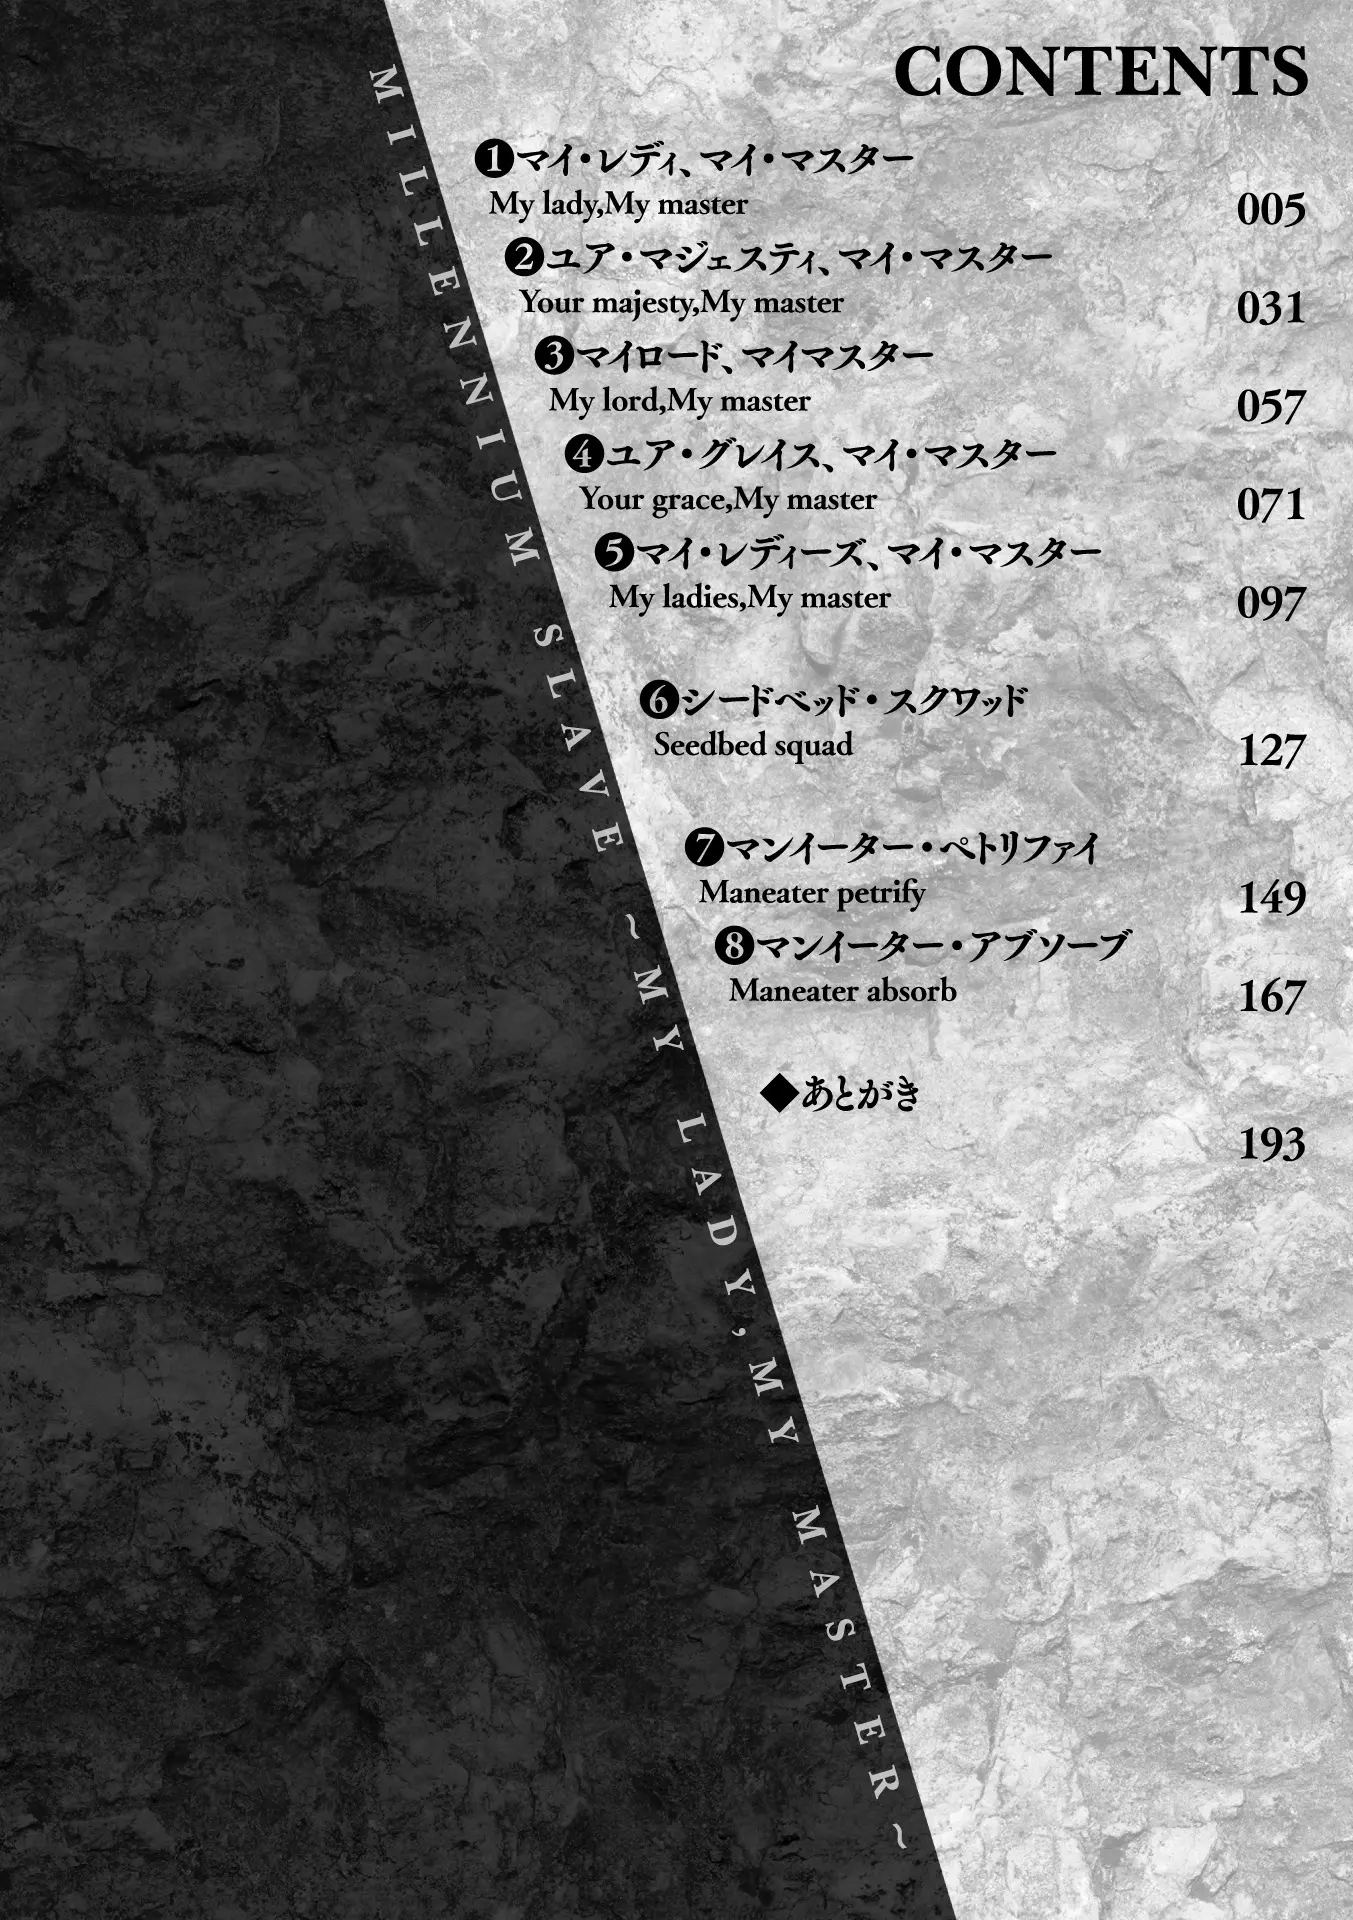 CONTENTS
❶マイ・レディ、マイ・マスター
My lady,My master
005
❷ユア・マジェスティ、マイ・マスター
Your majesty,My master
031
❸マイロード、マイマスター
My lord,My master
057
❹ユア・グレイス、マイ・マスター
Your grace,My master
071
❺マイ・レディーズ、マイ・マスター
My ladies,My master
097
❻シードベッド・スクワッド
Seedbed squad
127
❼マンイーター・ペトリファイ
Maneater petrify
149
❽マンイーター・アブソーブ
Maneater absorb
167
◆あとがき
193
MILLENNIUM SLAVE ~MY LADY,MY MASTER~